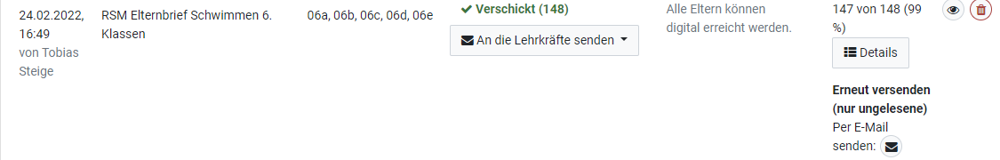 24.02.2022,
16:49
von Tobias
Steige
RSM Elternbrief Schwimmen 6.
Klassen
06a, 06b, 06c, 06d, 06e
Verschickt (148)
An die Lehrkräfte senden
Alle Eltern können
digital erreicht werden.
147 von 148 (99
%)
Details
Erneut versenden
(nur ungelesene)
Per E-Mail
senden: